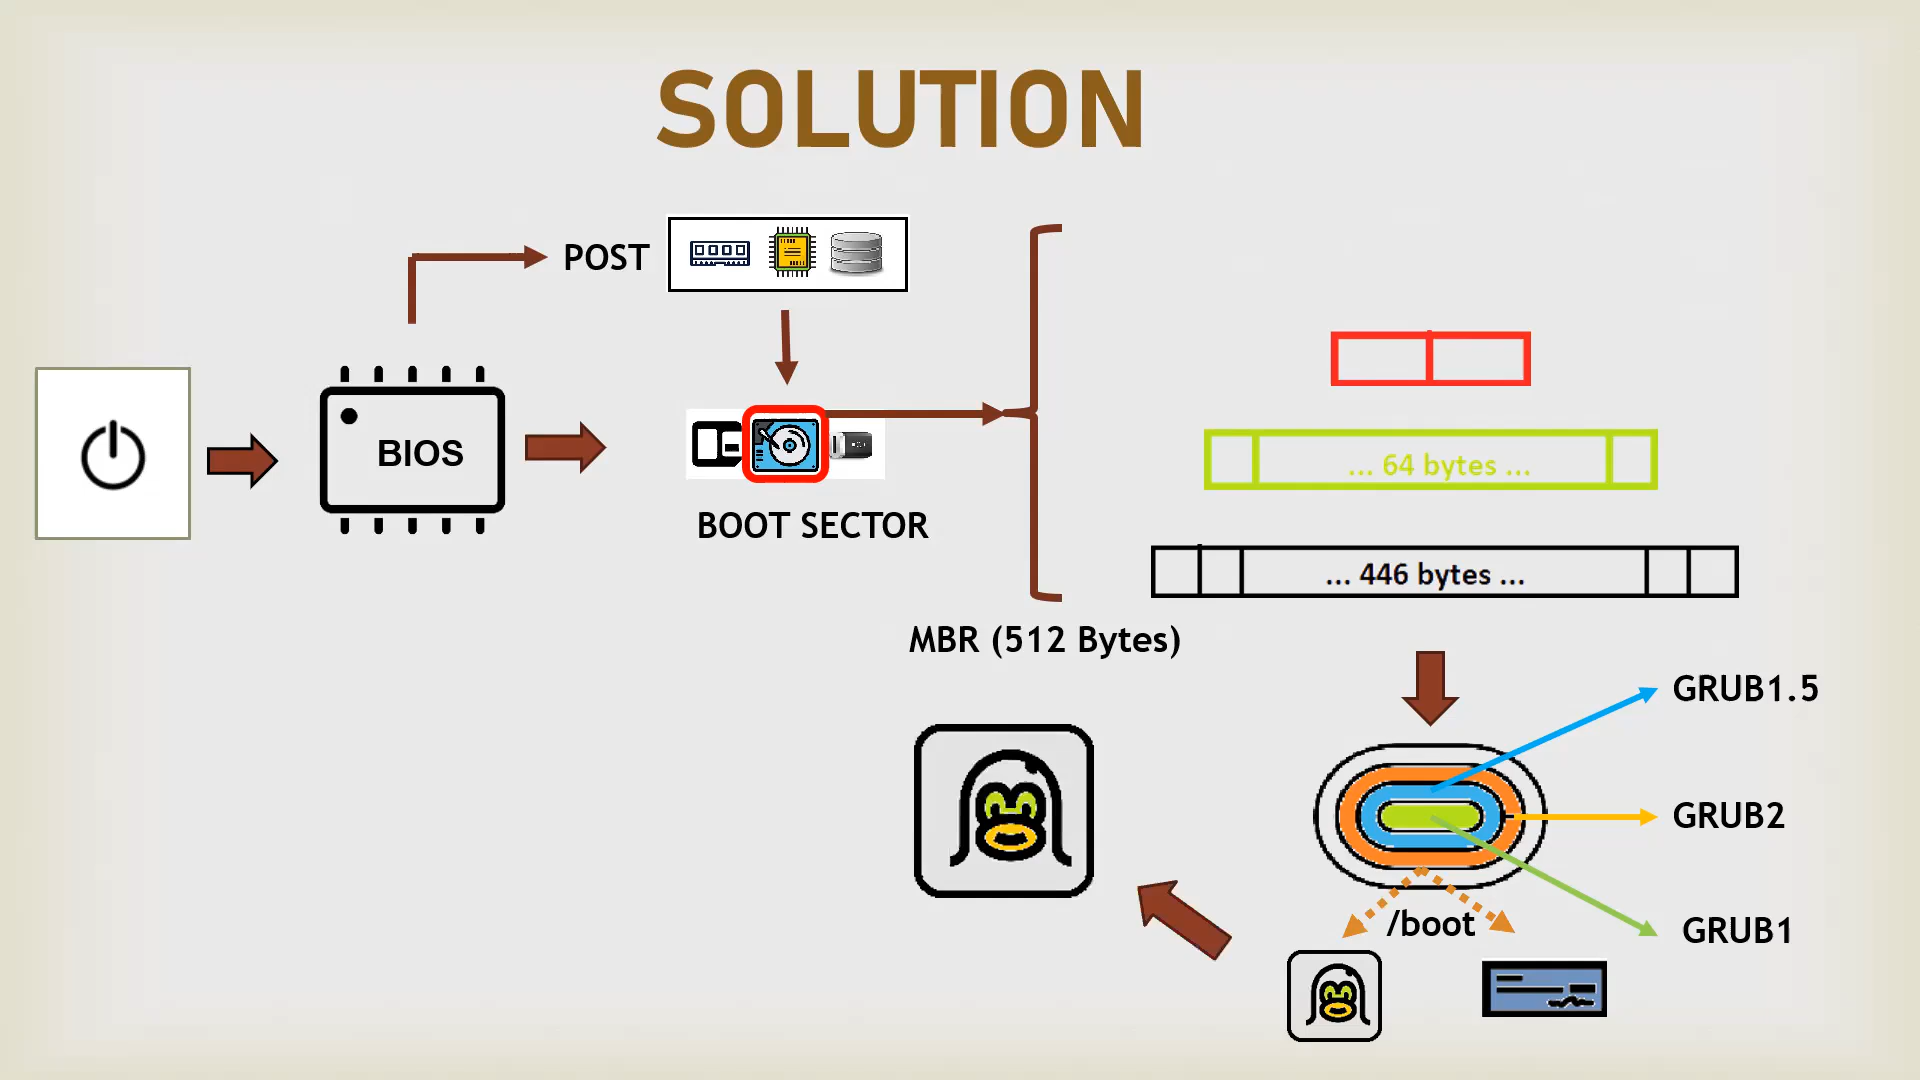 SOLUTION
POST
BIOS
BOOT SECTOR
... 64 bytes ...
... 446 bytes ...
MBR (512 Bytes)
GRUB1.5
GRUB2
/boot
GRUB1